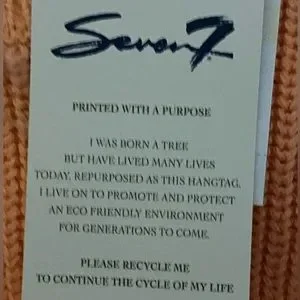 Seven7
PRINTED WITH A PURPOSE
I WAS BORN A TREE
BUT HAVE LIVED MANY LIVES
TODAY, REPURPOSED AS THIS HANGTAG,
I LIVE ON TO PROMOTE AND PROTECT
AN ECO FRIENDLY ENVIRONMENT
FOR GENERATIONS TO COME.
PLEASE RECYCLE ME
TO CONTINUE THE CYCLE OF MY LIFE